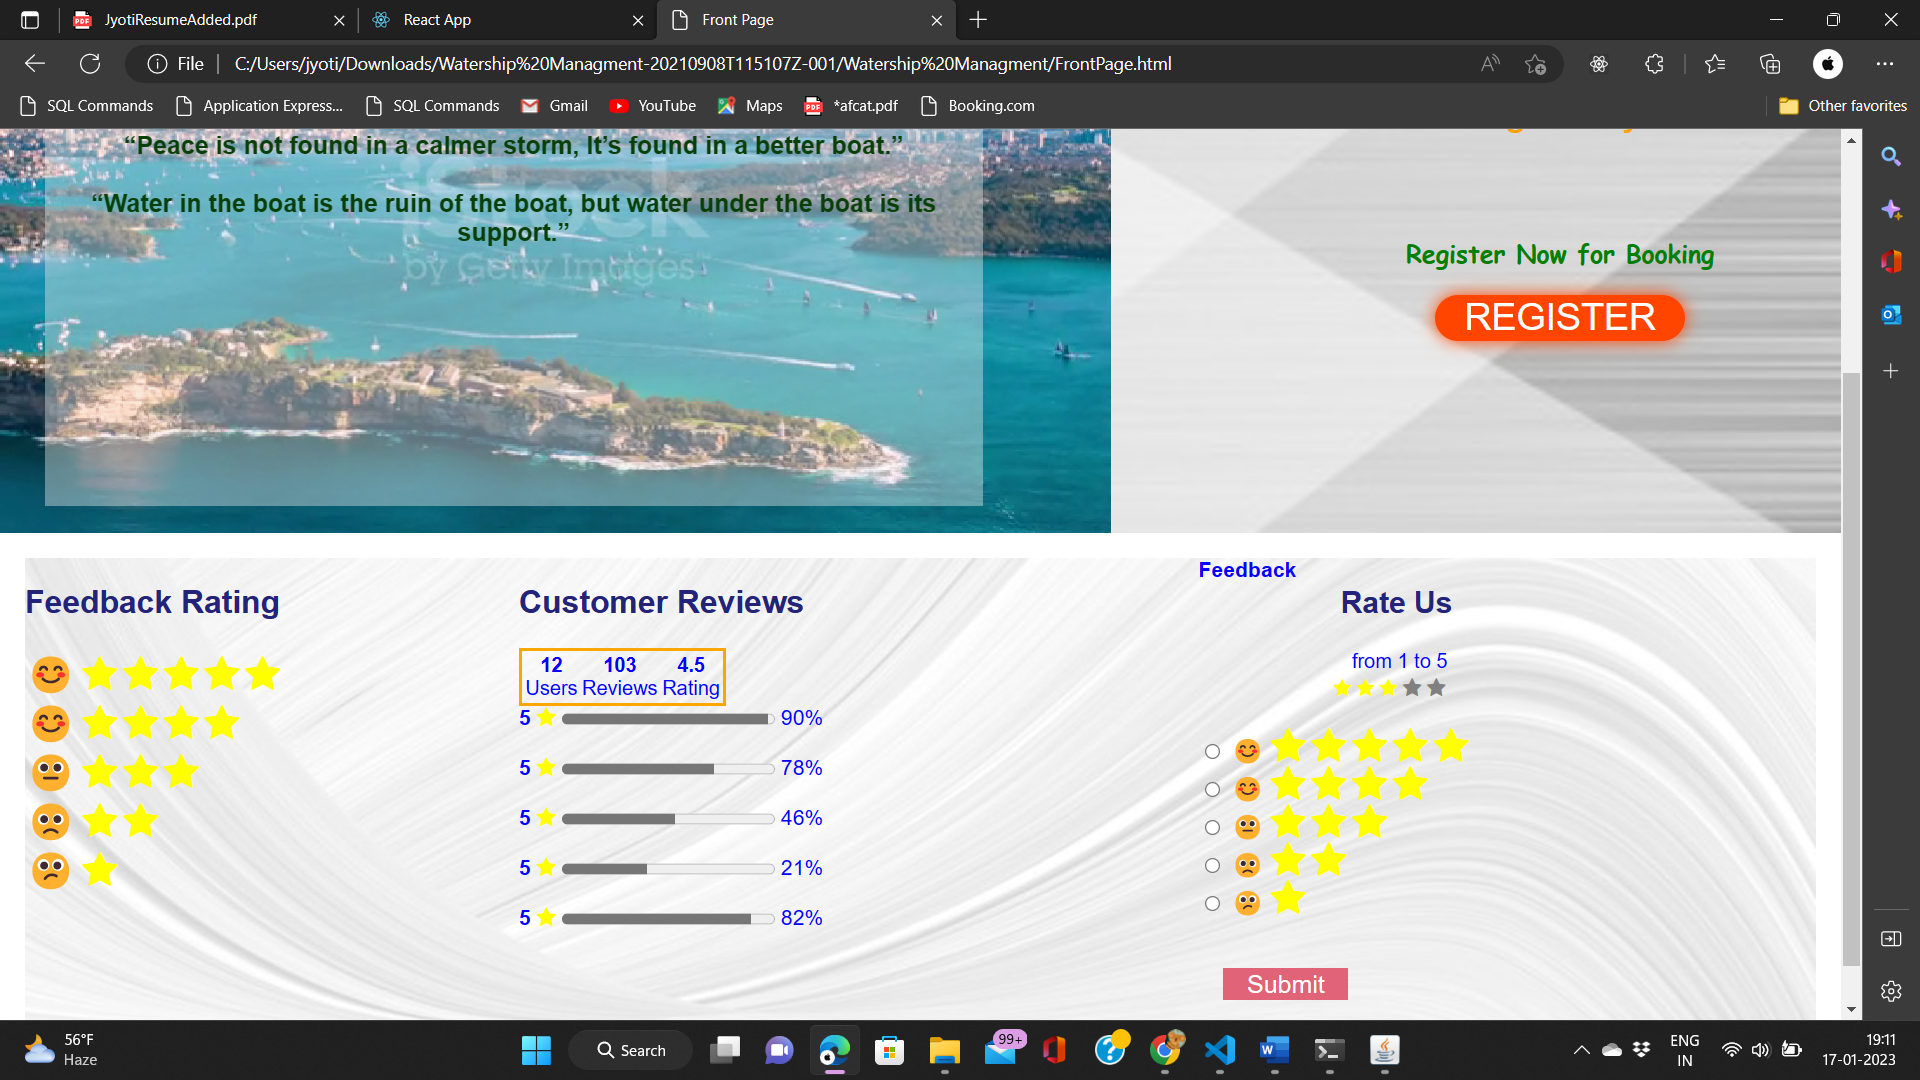 JyotiResumeAdded.pdf
React App
Front Page
File
C:/Users/jyoti/Downloads/Watership%20Managment-20210908T115107Z-001/Watership%20Managment/FrontPage.html
SQL Commands
Application Express...
SQL Commands
Gmail
YouTube
Maps
*afcat.pdf
Booking.com
Other favorites
“Peace is not found in a calmer storm, It’s found in a better boat.”
“Water in the boat is the ruin of the boat, but water under the boat is its
support.”
iStock
by Getty Images™
Register Now for Booking
REGISTER
Feedback Rating
Customer Reviews
12 103 4.5
Users Reviews Rating
5 90%
5 78%
5 46%
5 21%
5 82%
Feedback
Rate Us
from 1 to 5
Submit
56°F
Haze
Search
99+
ENG
IN
19:11
17-01-2023